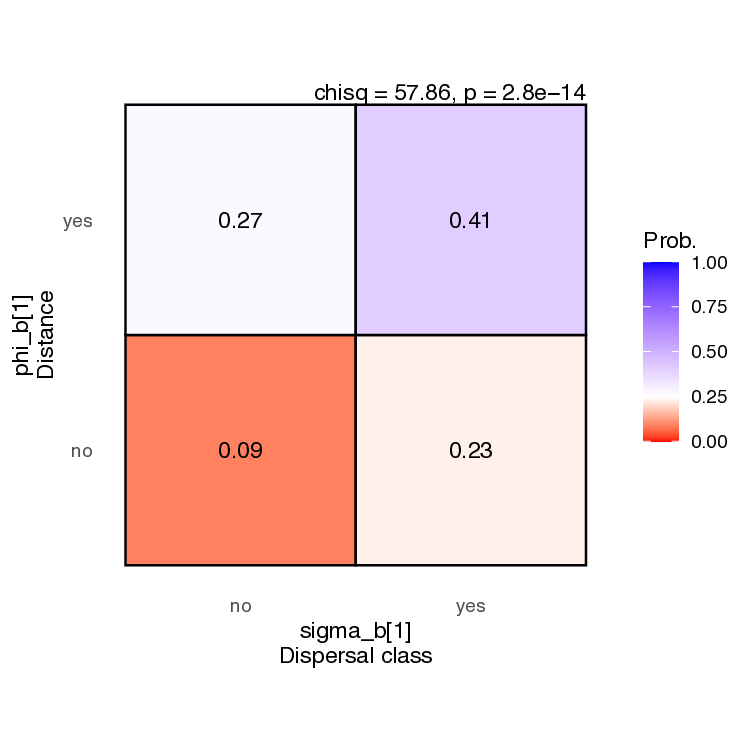 chisq = 57.86, p = 2.8e−14
yes
0.27
0.41
phi_b[1]
Distance
no
0.09
0.23
no
yes
sigma_b[1]
Dispersal class
Prob.
1.00
0.75
0.50
0.25
0.00